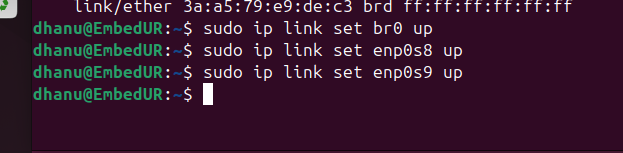 link/ether 3a:a5:79:e9:de:c3 brd ff:ff:ff:ff:ff:ff
dhanu@EmbedUR:~$ sudo ip link set br0 up
dhanu@EmbedUR:~$ sudo ip link set enp0s8 up
dhanu@EmbedUR:~$ sudo ip link set enp0s9 up
dhanu@EmbedUR:~$